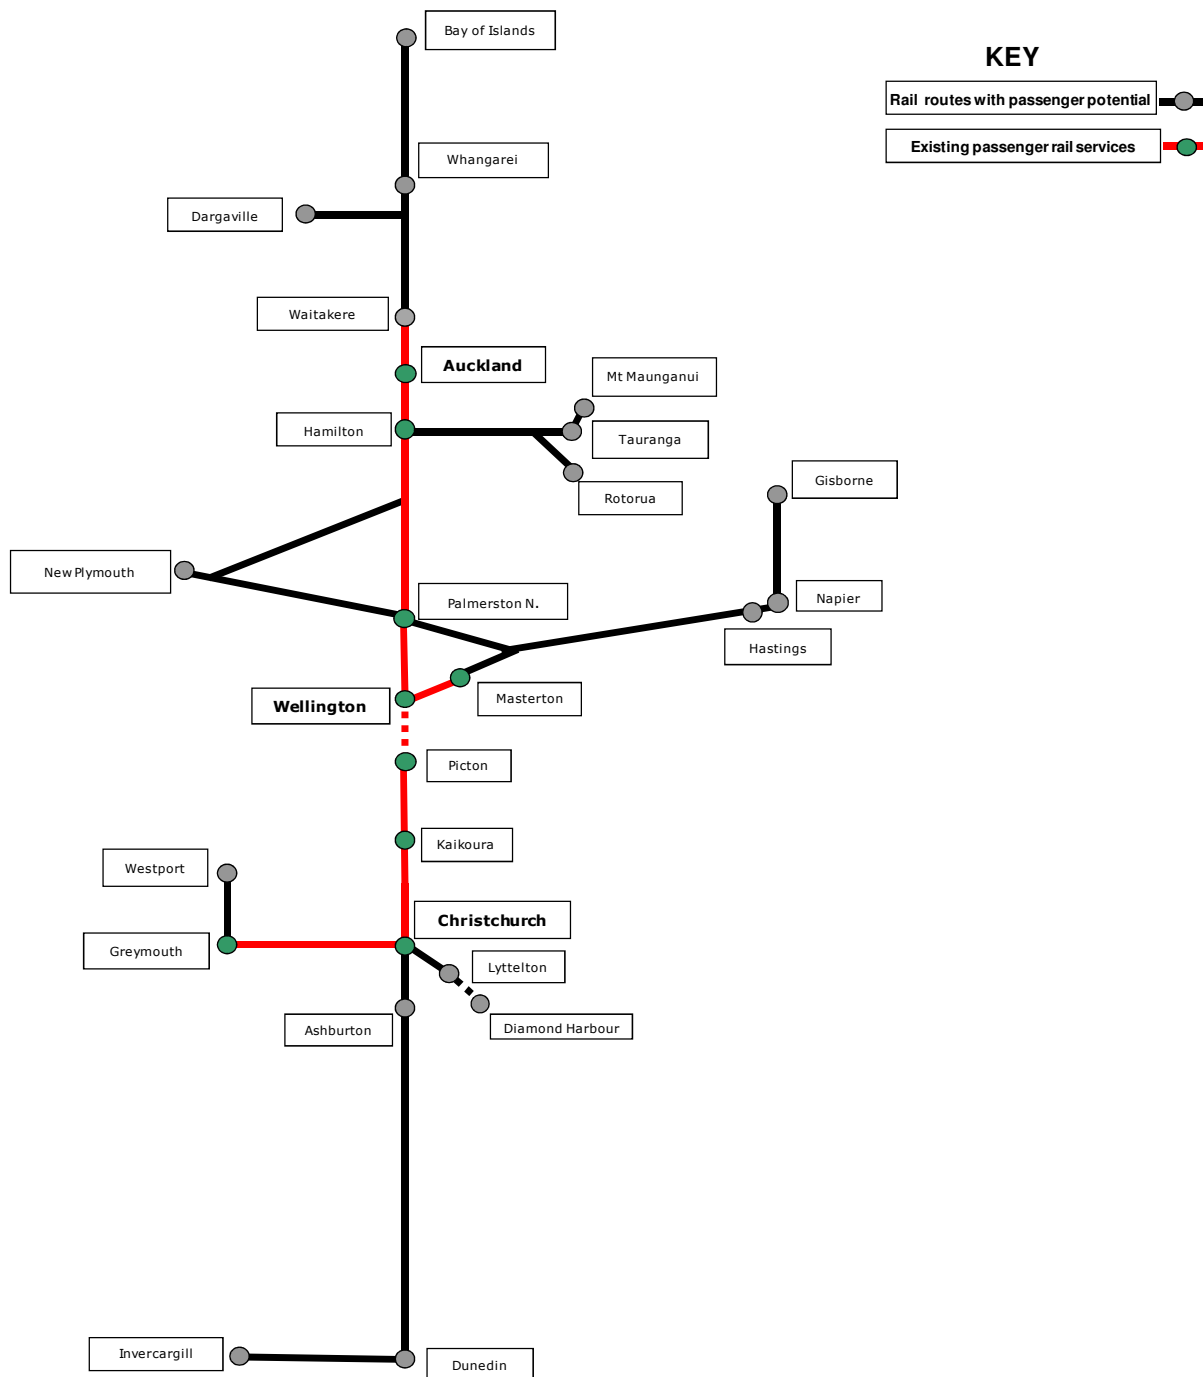 Bay of Islands
KEY
Rail routes with passenger potential
Existing passenger rail services
Whangarei
Dargaville
Waitakere
Auckland
Mt Maunganui
Hamilton
Tauranga
Rotorua
Gisborne
New Plymouth
Palmerston N.
Napier
Hastings
Masterton
Wellington
Picton
Kaikoura
Westport
Christchurch
Greymouth
Lyttelton
Ashburton
Diamond Harbour
Invercargill
Dunedin